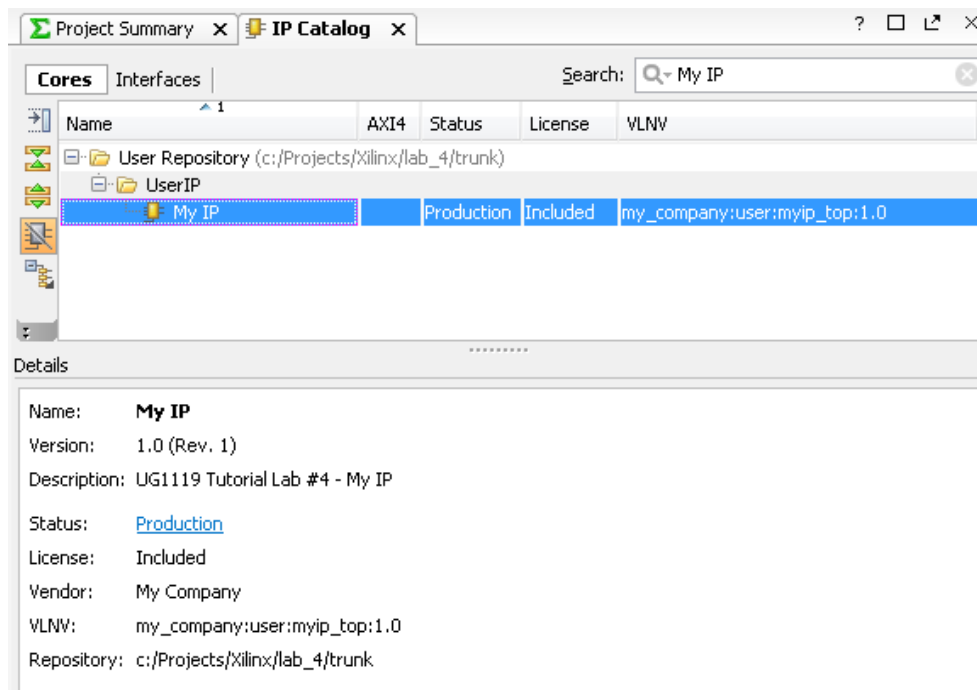 Project Summary X IP Catalog X ?
Cores Interfaces Search: My IP
Name 1 AXI4 Status License VLNV
User Repository (c:/Projects/Xilinx/lab_4/trunk)
UserIP
My IP Production Included my_company:user:myip_top:1.0
Details
Name: My IP
Version: 1.0 (Rev. 1)
Description: UG1119 Tutorial Lab #4 - My IP
Status: Production
License: Included
Vendor: My Company
VLNV: my_company:user:myip_top:1.0
Repository: c:/Projects/Xilinx/lab_4/trunk